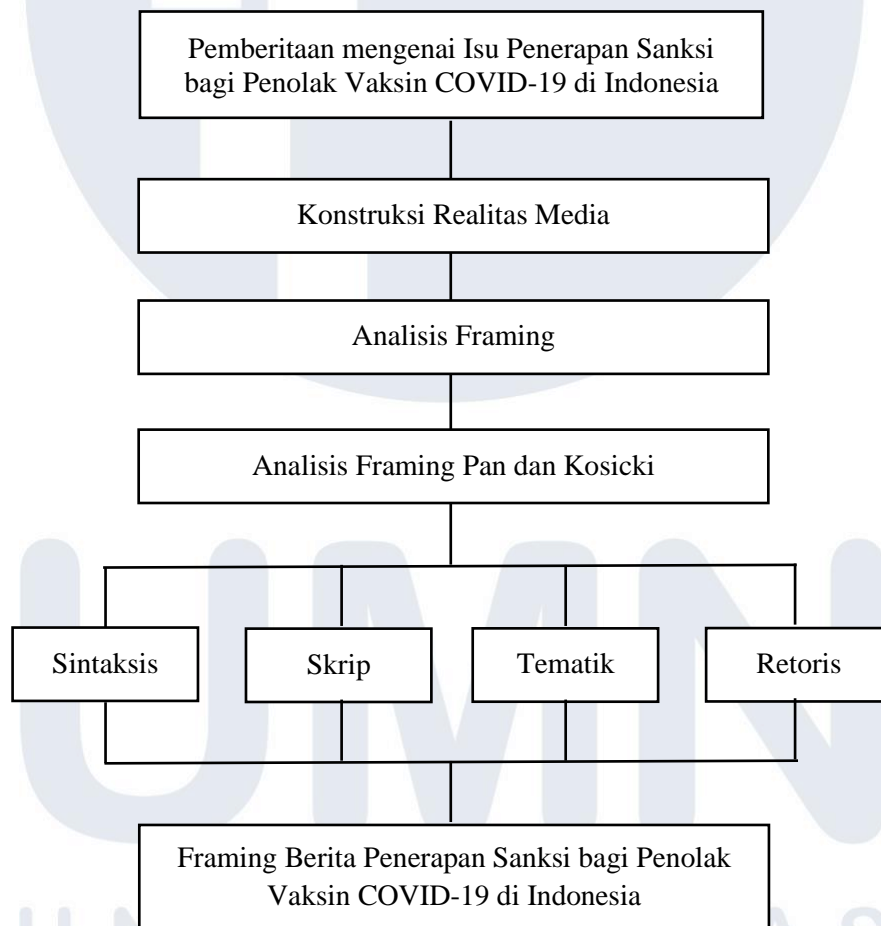 Pemberitaan mengenai Isu Penerapan Sanksi
bagi Penolak Vaksin COVID-19 di Indonesia
Konstruksi Realitas Media
Analisis Framing
Analisis Framing Pan dan Kosicki
UMN
Sintaksis
Skrip
Tematik
Retoris
Framing Berita Penerapan Sanksi bagi Penolak
Vaksin COVID-19 di Indonesia